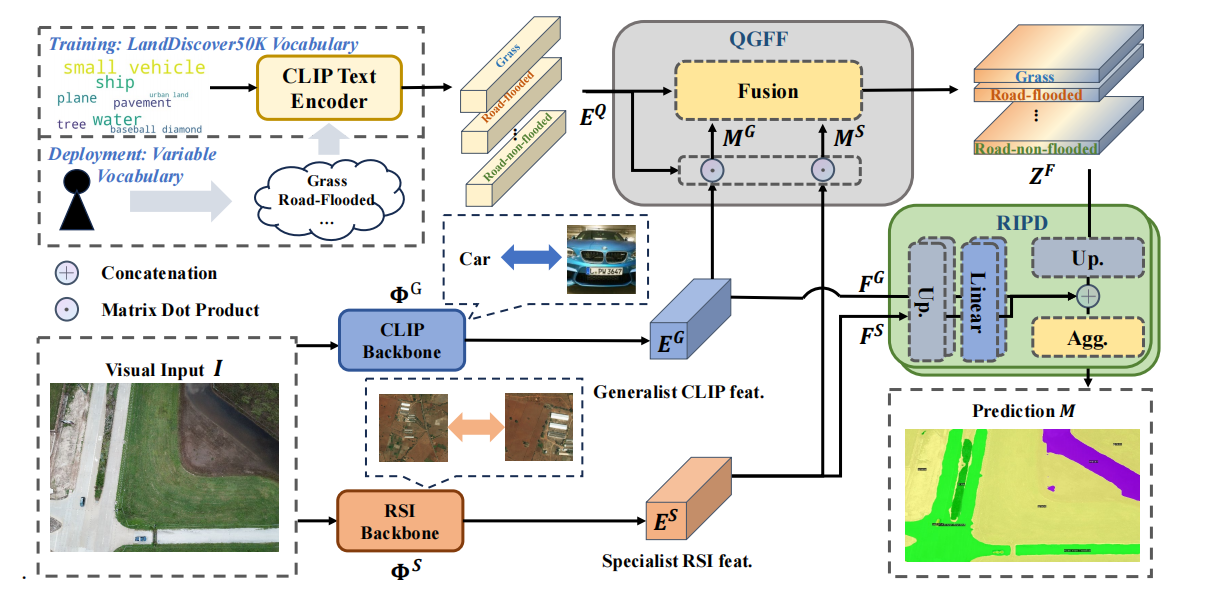 Training: LandDiscover50K Vocabulary
small vehicle
ship
plane
urban land
pavement
tree
water
baseball diamond
CLIP Text
Encoder
Deployment: Variable
Vocabulary
Grass
Road-Flooded
...
Grass
Road-flooded
...
Road-non-flooded
E^Q
QGFF
Fusion
M^G
M^S
Grass
Road-flooded
...
Road-non-flooded
Z^F
Concatenation
Matrix Dot Product
Car
L·PW 3647
Φ^G
CLIP
Backbone
E^G
Generalist CLIP feat.
F^G
F^S
RIPD
Up.
Linear
Up.
Agg.
Visual Input I
RSI
Backbone
Φ^S
E^S
Specialist RSI feat.
Prediction M